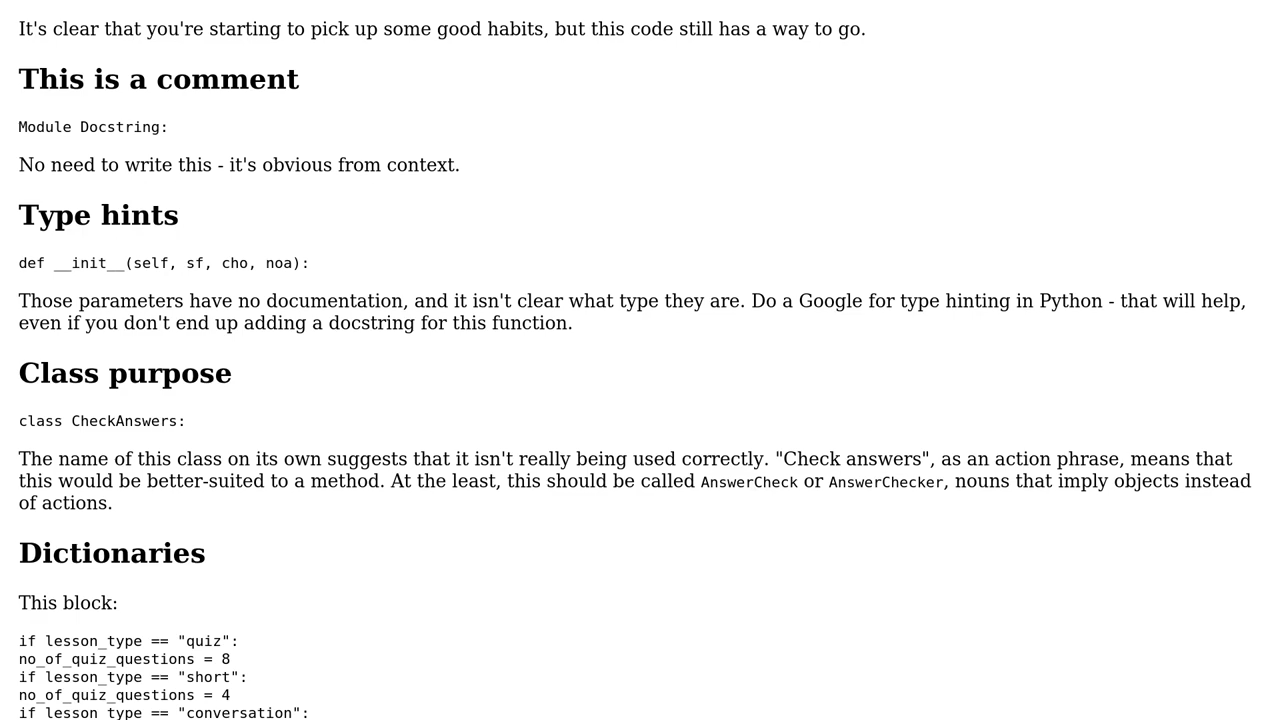 It's clear that you're starting to pick up some good habits, but this code still has a way to go.
This is a comment
Module Docstring:
No need to write this - it's obvious from context.
Type hints
def __init__(self, sf, cho, noa):
Those parameters have no documentation, and it isn't clear what type they are. Do a Google for type hinting in Python - that will help,
even if you don't end up adding a docstring for this function.
Class purpose
class CheckAnswers:
The name of this class on its own suggests that it isn't really being used correctly. "Check answers", as an action phrase, means that
this would be better-suited to a method. At the least, this should be called AnswerCheck or AnswerChecker, nouns that imply objects instead
of actions.
Dictionaries
This block:
if lesson_type == "quiz":
no_of_quiz_questions = 8
if lesson_type == "short":
no_of_quiz_questions = 4
if lesson_type == "conversation":